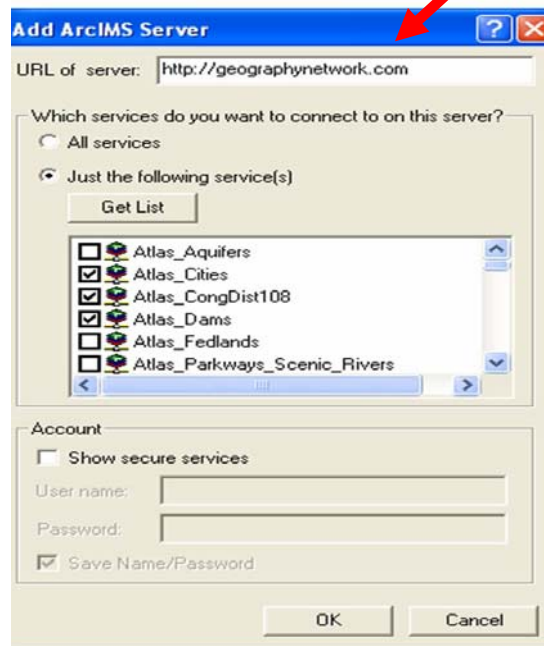 Add ArcIMS Server
URL of server: http://geographynetwork.com
Which services do you want to connect to on this server?
All services
Just the following service(s)
Get List
Atlas_Aquifers
Atlas_Cities
Atlas_CongDist108
Atlas_Dams
Atlas_Fedlands
Atlas_Parkways_Scenic_Rivers
Account
Show secure services
User name:
Password:
Save Name/Password
OK Cancel